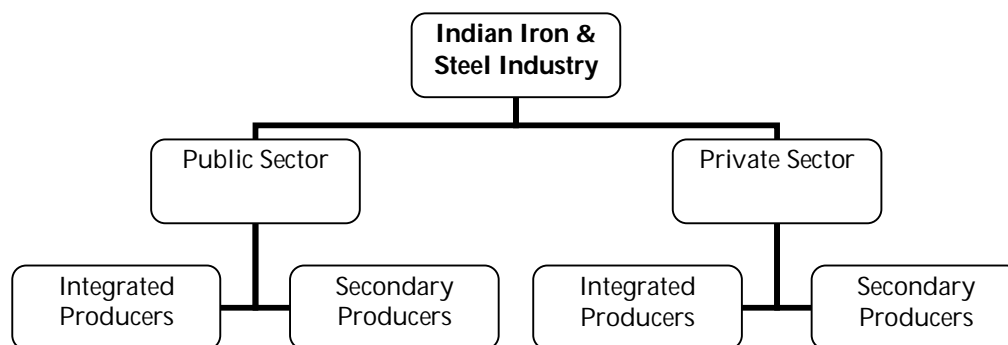 Indian Iron &
Steel Industry
Public Sector
Private Sector
Integrated
Producers
Secondary
Producers
Integrated
Producers
Secondary
Producers